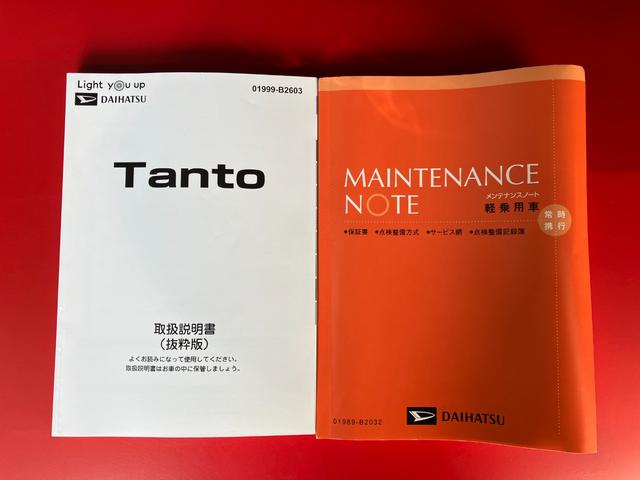 Light you up
DAIHATSU
01999-B2603
Tanto
取扱説明書
（抜粋版）
よくお読みになって使用してください。
取扱説明書はお車の中に保管しましょう。
MAINTENANCE
NOTE
メンテナンスノート
軽乗用車
常時
携行
●保証書 ●点検整備方式 ●サービス網 ●点検整備記録簿
01989-B2032
DAIHATSU